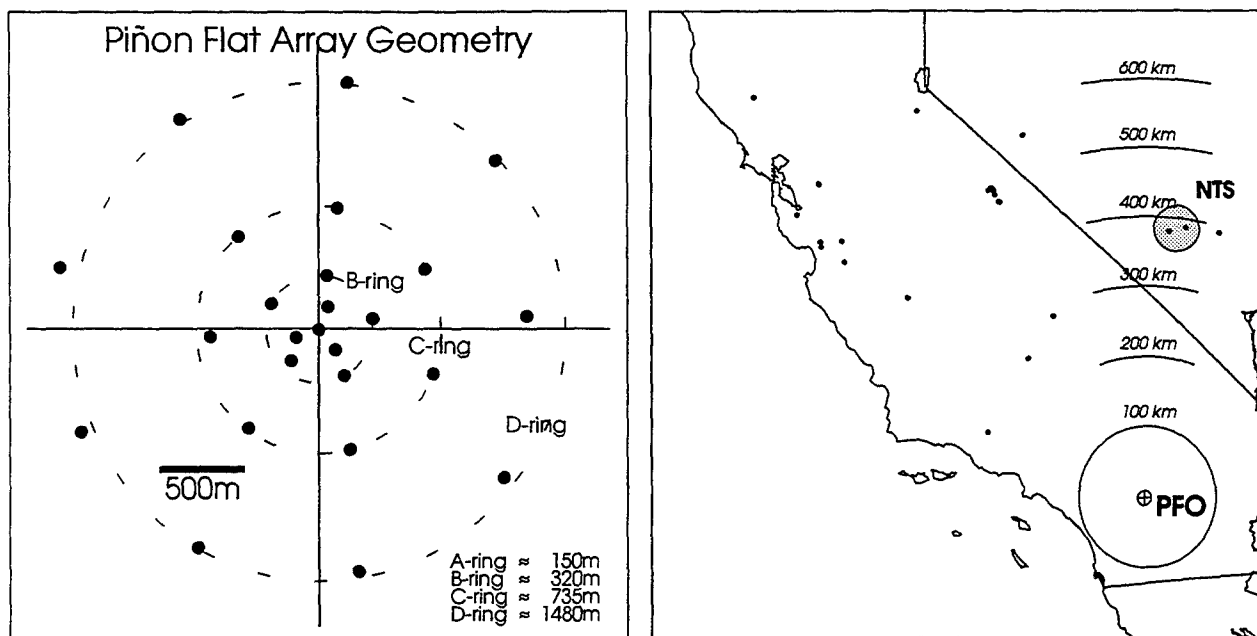 Piñon Flat Array Geometry
B-ring
C-ring
D-ring
500m
A-ring ≈ 150m
B-ring ≈ 320m
C-ring ≈ 735m
D-ring ≈ 1480m
600 km
500 km
NTS
400 km
300 km
200 km
100 km
PFO